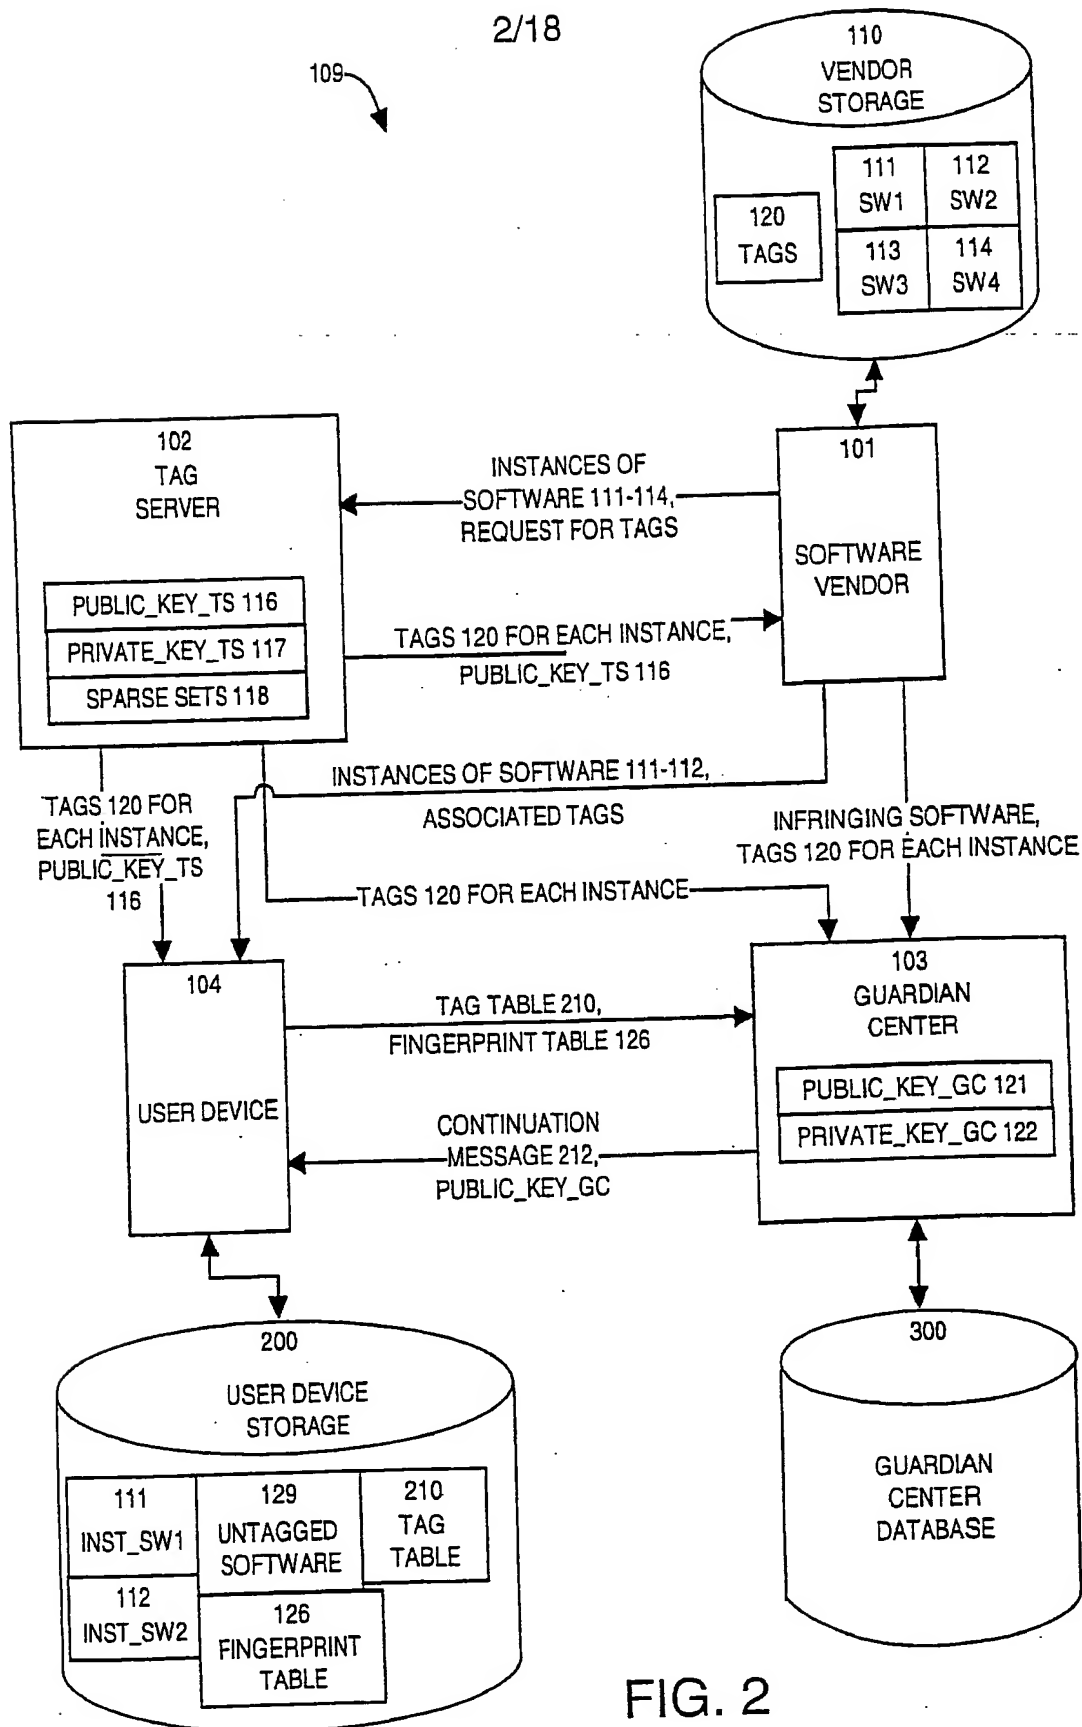 2/18
109
110
VENDOR
STORAGE
120
TAGS
111
SW1
112
SW2
113
SW3
114
SW4
102
TAG
SERVER
PUBLIC_KEY_TS 116
PRIVATE_KEY_TS 117
SPARSE SETS 118
INSTANCES OF
SOFTWARE 111-114,
REQUEST FOR TAGS
101
SOFTWARE
VENDOR
TAGS 120 FOR EACH INSTANCE,
PUBLIC_KEY_TS 116
TAGS 120 FOR
EACH INSTANCE,
PUBLIC_KEY_TS
116
INSTANCES OF SOFTWARE 111-112,
ASSOCIATED TAGS
INFRINGING SOFTWARE,
TAGS 120 FOR EACH INSTANCE
TAGS 120 FOR EACH INSTANCE
104
USER DEVICE
TAG TABLE 210,
FINGERPRINT TABLE 126
CONTINUATION
MESSAGE 212,
PUBLIC_KEY_GC
103
GUARDIAN
CENTER
PUBLIC_KEY_GC 121
PRIVATE_KEY_GC 122
200
USER DEVICE
STORAGE
111
INST_SW1
112
INST_SW2
129
UNTAGGED
SOFTWARE
210
TAG
TABLE
126
FINGERPRINT
TABLE
300
GUARDIAN
CENTER
DATABASE
FIG. 2